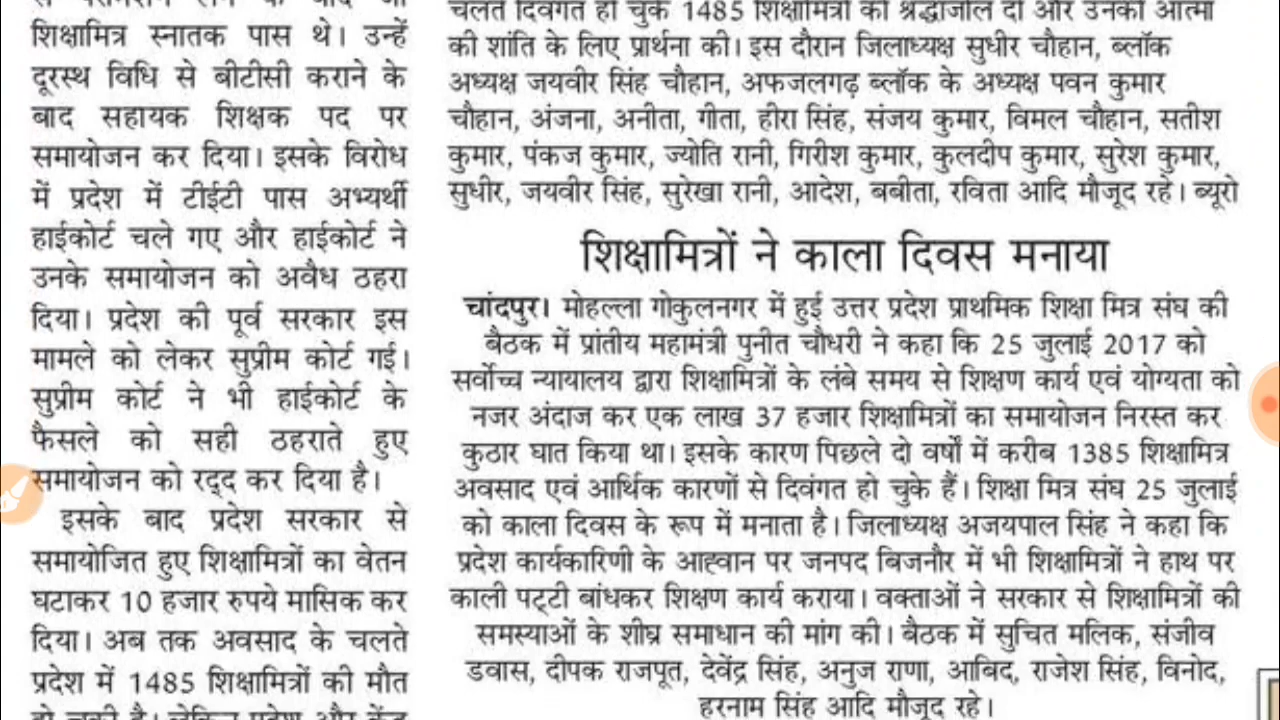 शिक्षामित्र स्नातक पास थे। उन्हें
दूरस्थ विधि से बीटीसी कराने के
बाद सहायक शिक्षक पद पर
समायोजन कर दिया। इसके विरोध
में प्रदेश में टीईटी पास अभ्यर्थी
हाईकोर्ट चले गए और हाईकोर्ट ने
उनके समायोजन को अवैध ठहरा
दिया। प्रदेश की पूर्व सरकार इस
मामले को लेकर सुप्रीम कोर्ट गई।
सुप्रीम कोर्ट ने भी हाईकोर्ट के
फैसले को सही ठहराते हुए
समायोजन को रद्द कर दिया है।
इसके बाद प्रदेश सरकार से
समायोजित हुए शिक्षामित्रों का वेतन
घटाकर 10 हजार रुपये मासिक कर
दिया। अब तक अवसाद के चलते
प्रदेश में 1485 शिक्षामित्रों की मौत
चलते दिवंगत हो चुके 1485 शिक्षामित्रों को श्रद्धांजलि दी और उनकी आत्मा
की शांति के लिए प्रार्थना की। इस दौरान जिलाध्यक्ष सुधीर चौहान, ब्लॉक
अध्यक्ष जयवीर सिंह चौहान, अफजलगढ़ ब्लॉक के अध्यक्ष पवन कुमार
चौहान, अंजना, अनीता, गीता, हीरा सिंह, संजय कुमार, विमल चौहान, सतीश
कुमार, पंकज कुमार, ज्योति रानी, गिरीश कुमार, कुलदीप कुमार, सुरेश कुमार,
सुधीर, जयवीर सिंह, सुरेखा रानी, आदेश, बबीता, रविता आदि मौजूद रहे। ब्यूरो
शिक्षामित्रों ने काला दिवस मनाया
चांदपुर। मोहल्ला गोकुलनगर में हुई उत्तर प्रदेश प्राथमिक शिक्षा मित्र संघ की
बैठक में प्रांतीय महामंत्री पुनीत चौधरी ने कहा कि 25 जुलाई 2017 को
सर्वोच्च न्यायालय द्वारा शिक्षामित्रों के लंबे समय से शिक्षण कार्य एवं योग्यता को
नजर अंदाज कर एक लाख 37 हजार शिक्षामित्रों का समायोजन निरस्त कर
कुठार घात किया था। इसके कारण पिछले दो वर्षों में करीब 1385 शिक्षामित्र
अवसाद एवं आर्थिक कारणों से दिवंगत हो चुके हैं। शिक्षा मित्र संघ 25 जुलाई
को काला दिवस के रूप में मनाता है। जिलाध्यक्ष अजयपाल सिंह ने कहा कि
प्रदेश कार्यकारिणी के आह्वान पर जनपद बिजनौर में भी शिक्षामित्रों ने हाथ पर
काली पट्टी बांधकर शिक्षण कार्य कराया। वक्ताओं ने सरकार से शिक्षामित्रों की
समस्याओं के शीघ्र समाधान की मांग की। बैठक में सुचित मलिक, संजीव
डवास, दीपक राजपूत, देवेंद्र सिंह, अनुज राणा, आबिद, राजेश सिंह, विनोद,
हरनाम सिंह आदि मौजूद रहे।